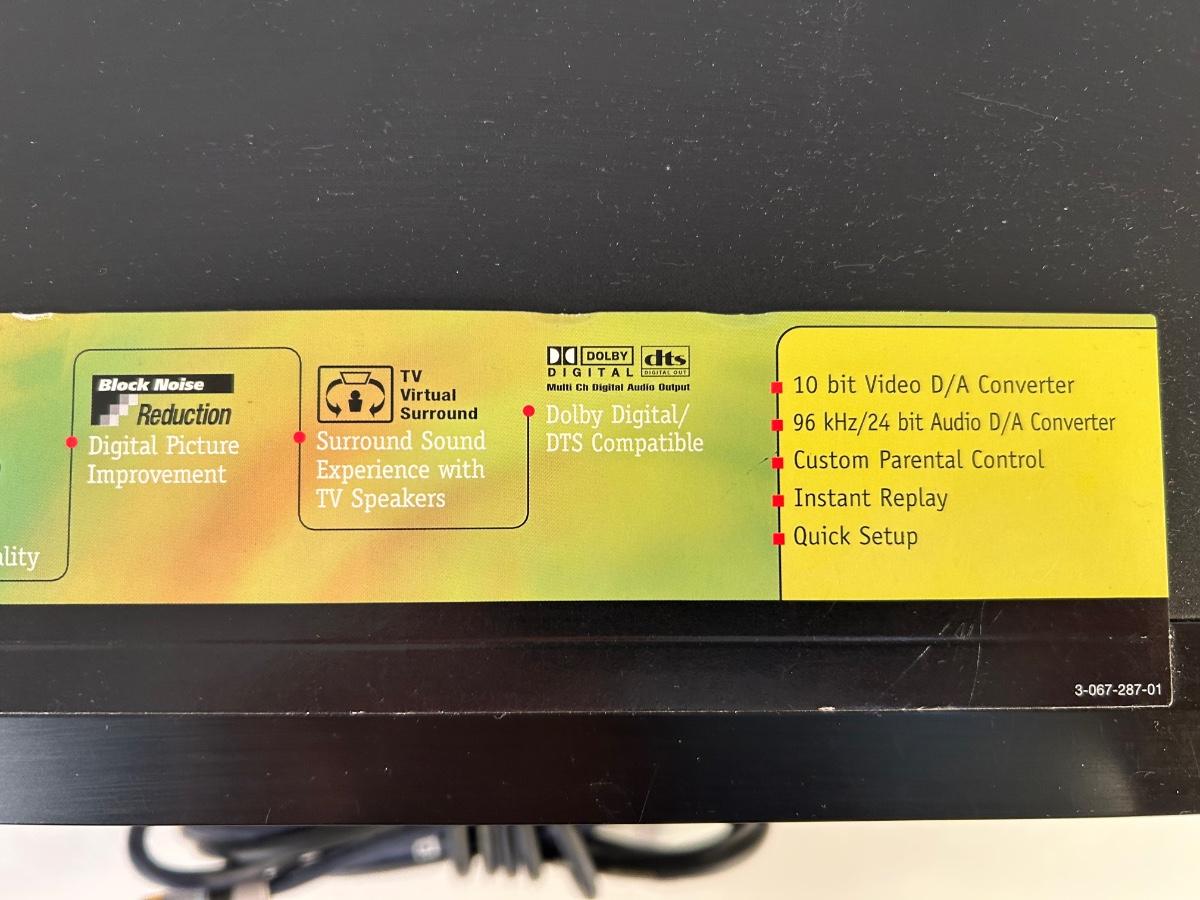 Block Noise
Reduction
Digital Picture
Improvement
TV
Virtual
Surround
Surround Sound
Experience with
TV Speakers
DOLBY
DIGITAL
dts
DIGITAL OUT
Multi Ch Digital Audio Output
Dolby Digital/
DTS Compatible
10 bit Video D/A Converter
96 kHz/24 bit Audio D/A Converter
Custom Parental Control
Instant Replay
Quick Setup
3-067-287-01